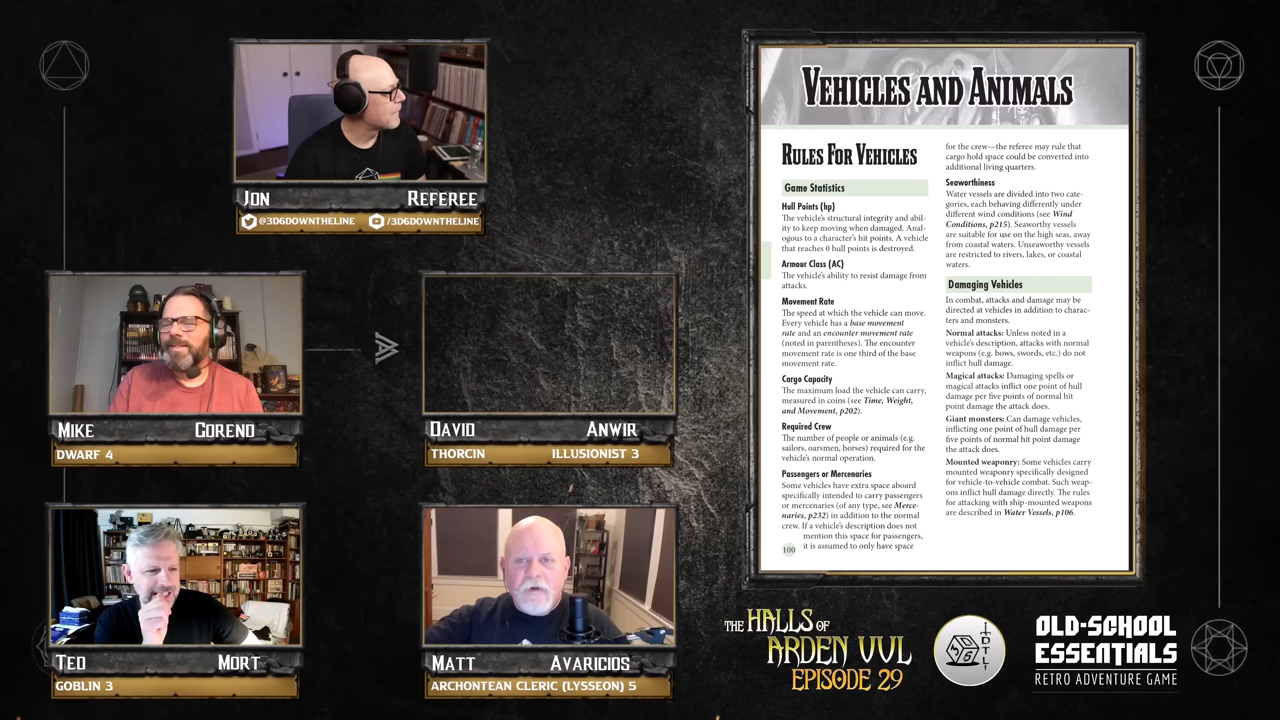 JON REFEREE
@3D6DOWNTHELINE /3D6DOWNTHELINE
MIKE GOREND
DWARF 4
DAVID ANWIR
THORCIN ILLUSIONIST 3
TED MORT
GOBLIN 3
MATT AVARICIOS
ARCHONTEAN CLERIC (LYSSEON) 5
VEHICLES AND ANIMALS
RULES FOR VEHICLES
Game Statistics
Hull Points (hp)
The vehicle's structural integrity and abil-
ity to keep moving when damaged. Anal-
ogous to a character's hit points. A vehicle
that reaches 0 hull points is destroyed.
Armour Class (AC)
The vehicle's ability to resist damage from
attacks.
Movement Rate
The speed at which the vehicle can move.
Every vehicle has a base movement
rate and an encounter movement rate
(noted in parentheses). The encounter
movement rate is one third of the base
movement rate.
Cargo Capacity
The maximum load the vehicle can carry,
measured in coins (see Time, Weight,
and Movement, p202).
Required Crew
The number of people or animals (e.g.
sailors, oarsmen, horses) required for the
vehicle's normal operation.
Passengers or Mercenaries
Some vehicles have extra space aboard
specifically intended to carry passengers
or mercenaries (of any type, see Merce-
naries, p232) in addition to the normal
crew. If a vehicle's description does not
mention this space for passengers,
it is assumed to only have space
100
for the crew—the referee may rule that
cargo hold space could be converted into
additional living quarters.
Seaworthiness
Water vessels are divided into two cate-
gories, each behaving differently under
different wind conditions (see Wind
Conditions, p215). Seaworthy vessels
are suitable for use on the high seas, away
from coastal waters. Unseaworthy vessels
are restricted to rivers, lakes, or coastal
waters.
Damaging Vehicles
In combat, attacks and damage may be
directed at vehicles in addition to charac-
ters and monsters.
Normal attacks: Unless noted in a
vehicle's description, attacks with normal
weapons (e.g. bows, swords, etc.) do not
inflict hull damage.
Magical attacks: Damaging spells or
magical attacks inflict one point of hull
damage per five points of normal hit
point damage the attack does.
Giant monsters: Can damage vehicles,
inflicting one point of hull damage per
five points of normal hit point damage
the attack does.
Mounted weaponry: Some vehicles carry
mounted weaponry specifically designed
for vehicle-to-vehicle combat. Such weap-
ons inflict hull damage directly. The rules
for attacking with ship-mounted weapons
are described in Water Vessels, p106.
THE HALLS OF
ARDEN VUL
EPISODE 29
3D6
DTL
OLD-SCHOOL
ESSENTIALS
RETRO ADVENTURE GAME